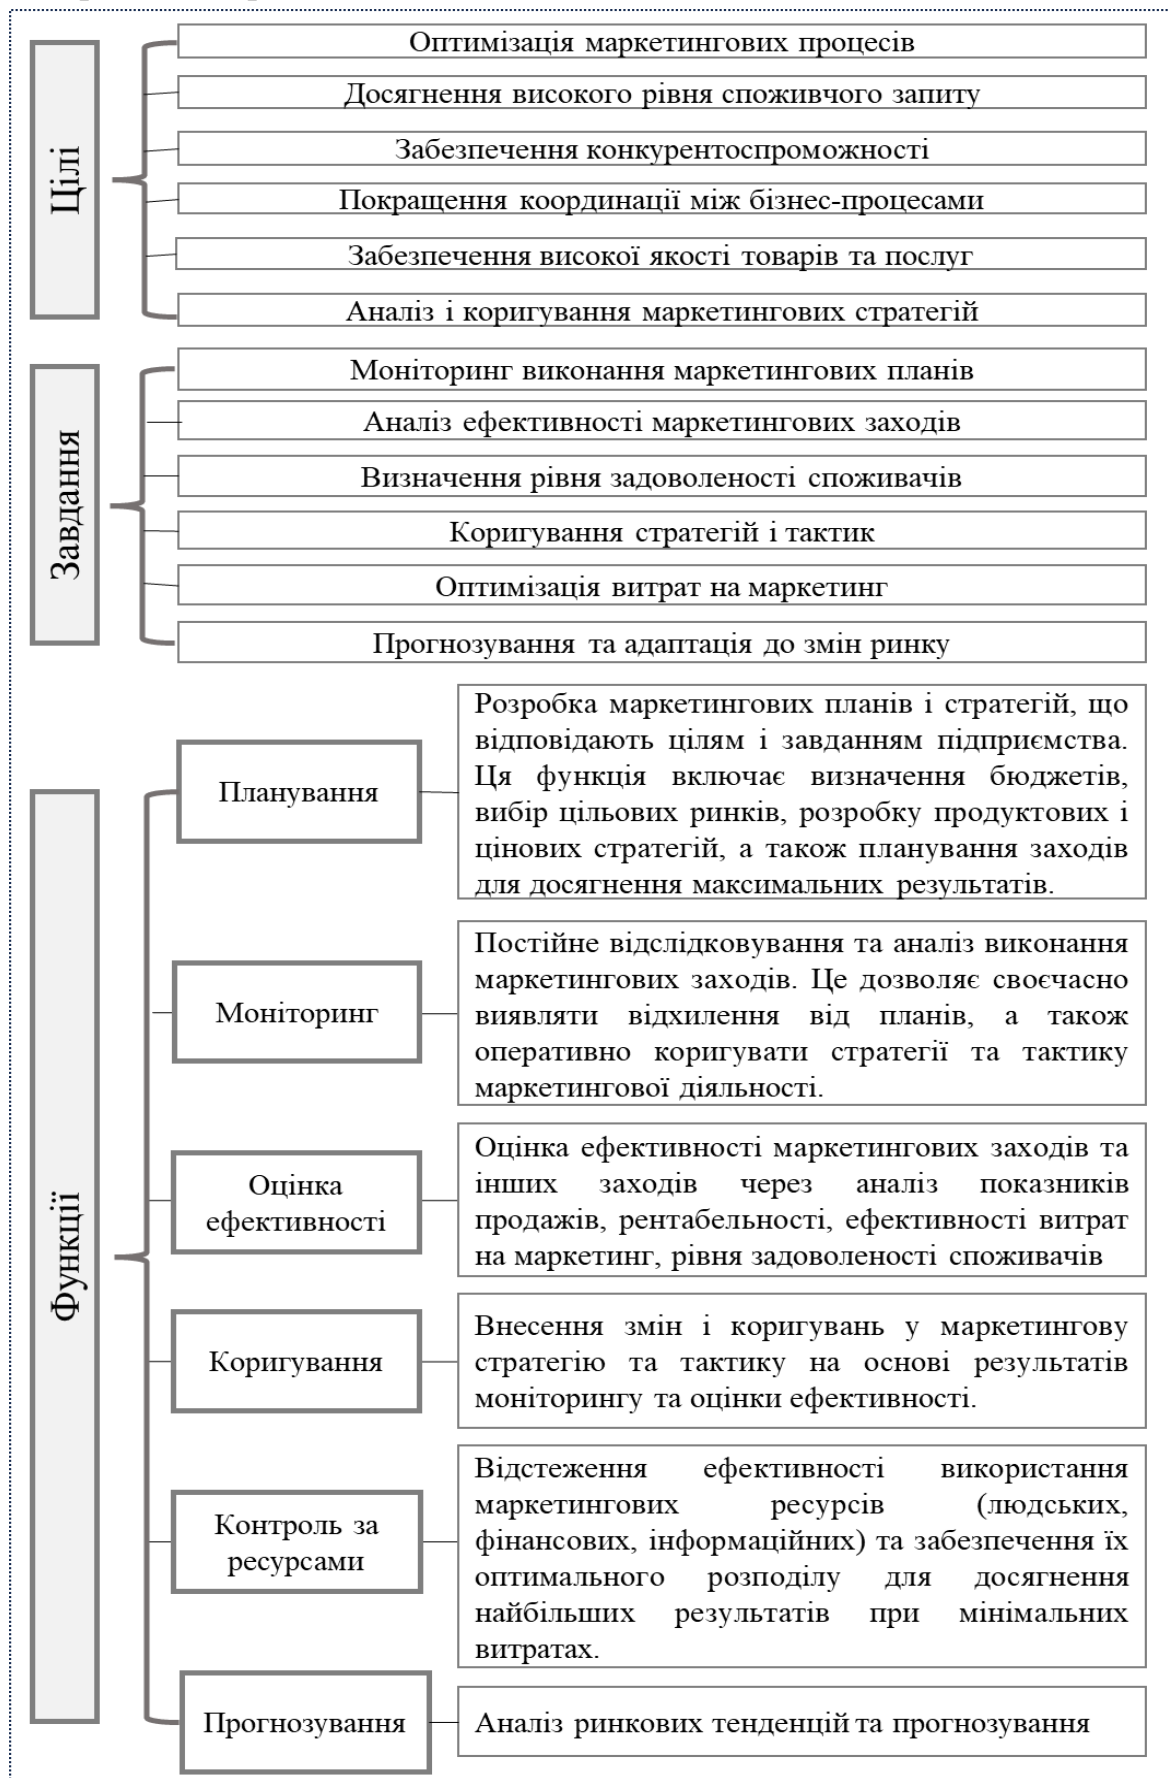 Цілі
Оптимізація маркетингових процесів
Досягнення високого рівня споживчого запиту
Забезпечення конкурентоспроможності
Покращення координації між бізнес-процесами
Забезпечення високої якості товарів та послуг
Аналіз і коригування маркетингових стратегій
Завдання
Моніторинг виконання маркетингових планів
Аналіз ефективності маркетингових заходів
Визначення рівня задоволеності споживачів
Коригування стратегій і тактик
Оптимізація витрат на маркетинг
Прогнозування та адаптація до змін ринку
Функції
Планування
Розробка маркетингових планів і стратегій, що
відповідають цілям і завданням підприємства.
Ця функція включає визначення бюджетів,
вибір цільових ринків, розробку продуктових і
цінових стратегій, а також планування заходів
для досягнення максимальних результатів.
Моніторинг
Постійне відслідковування та аналіз виконання
маркетингових заходів. Це дозволяє своєчасно
виявляти відхилення від планів, а також
оперативно коригувати стратегії та тактику
маркетингової діяльності.
Оцінка
ефективності
Оцінка ефективності маркетингових заходів та
інших заходів через аналіз показників
продажів, рентабельності, ефективності витрат
на маркетинг, рівня задоволеності споживачів
Коригування
Внесення змін і коригувань у маркетингову
стратегію та тактику на основі результатів
моніторингу та оцінки ефективності.
Контроль за
ресурсами
Відстеження ефективності використання
маркетингових ресурсів (людських,
фінансових, інформаційних) та забезпечення їх
оптимального розподілу для досягнення
найбільших результатів при мінімальних
витратах.
Прогнозування
Аналіз ринкових тенденцій та прогнозування